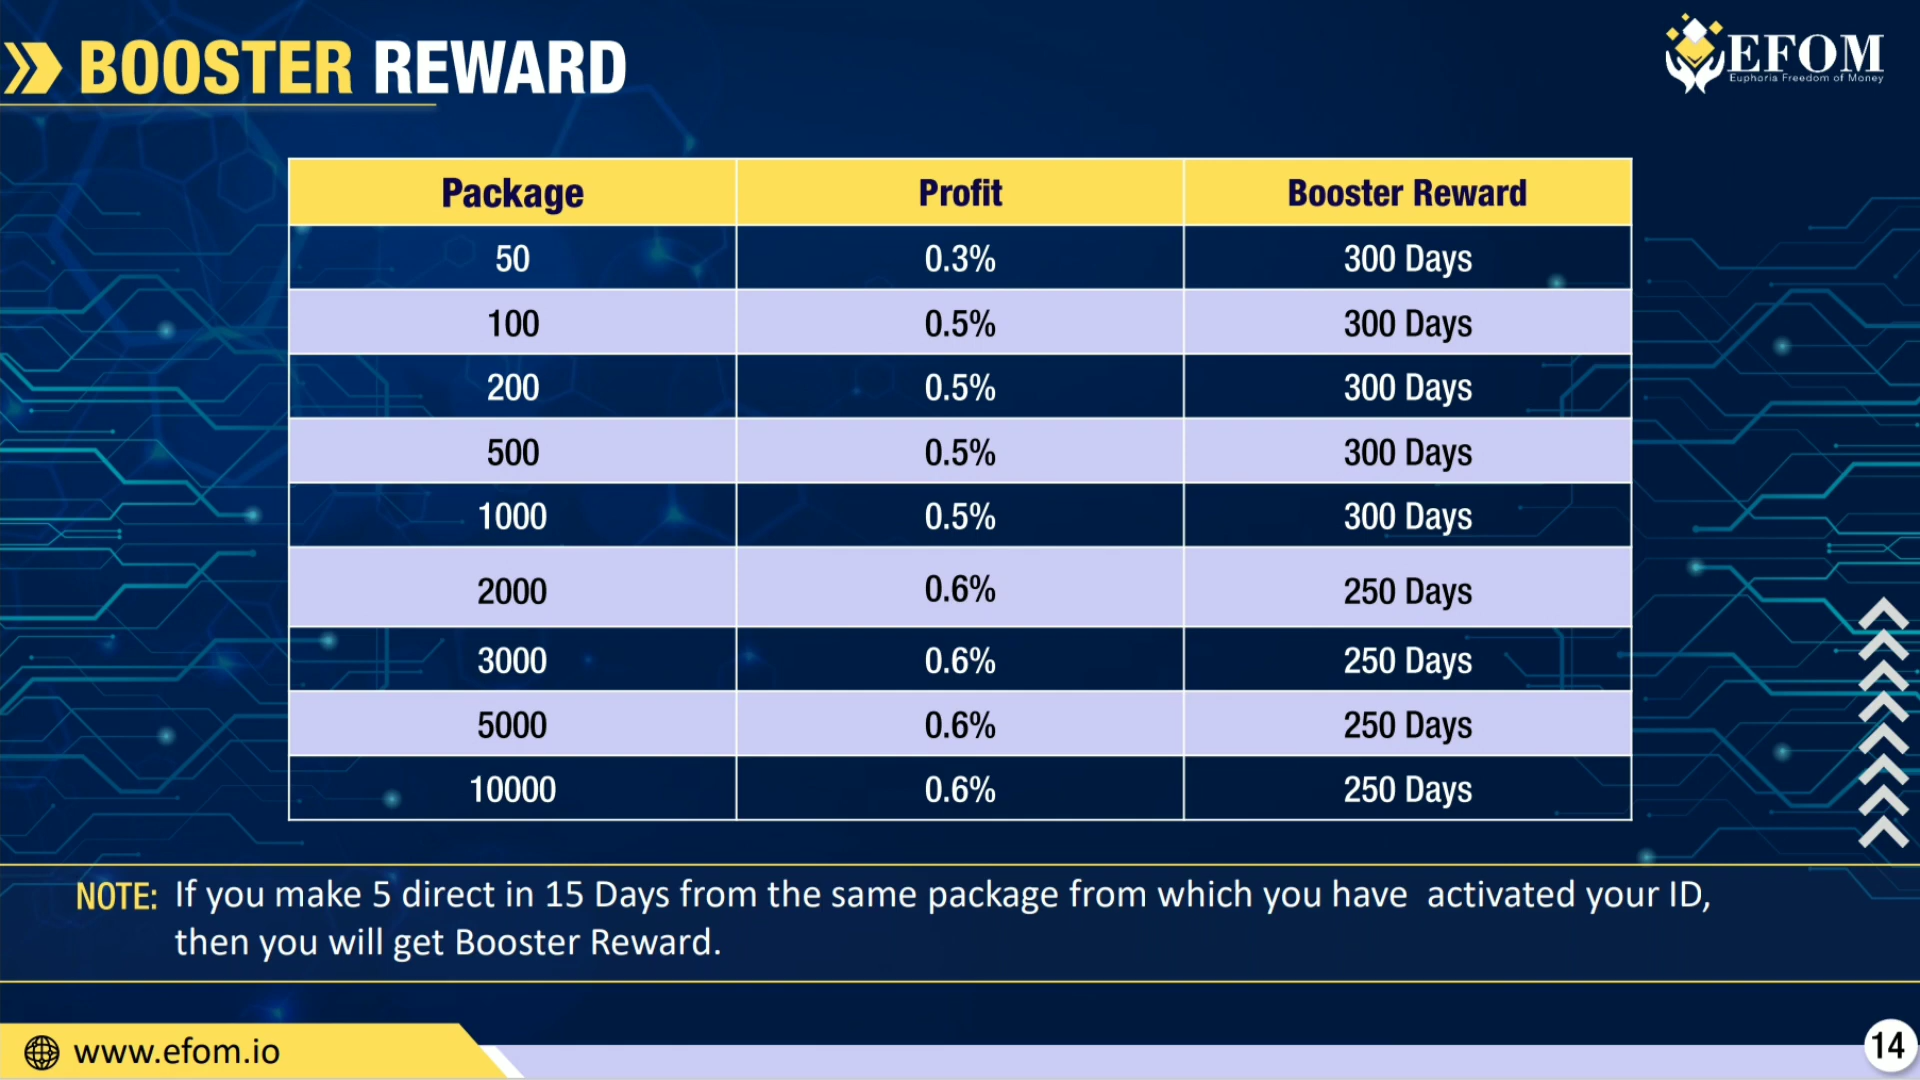 BOOSTER REWARD
EFOM
Euphoria Freedom of Money
Package Profit Booster Reward
50 0.3% 300 Days
100 0.5% 300 Days
200 0.5% 300 Days
500 0.5% 300 Days
1000 0.5% 300 Days
2000 0.6% 250 Days
3000 0.6% 250 Days
5000 0.6% 250 Days
10000 0.6% 250 Days
NOTE: If you make 5 direct in 15 Days from the same package from which you have activated your ID,
then you will get Booster Reward.
www.efom.io
14